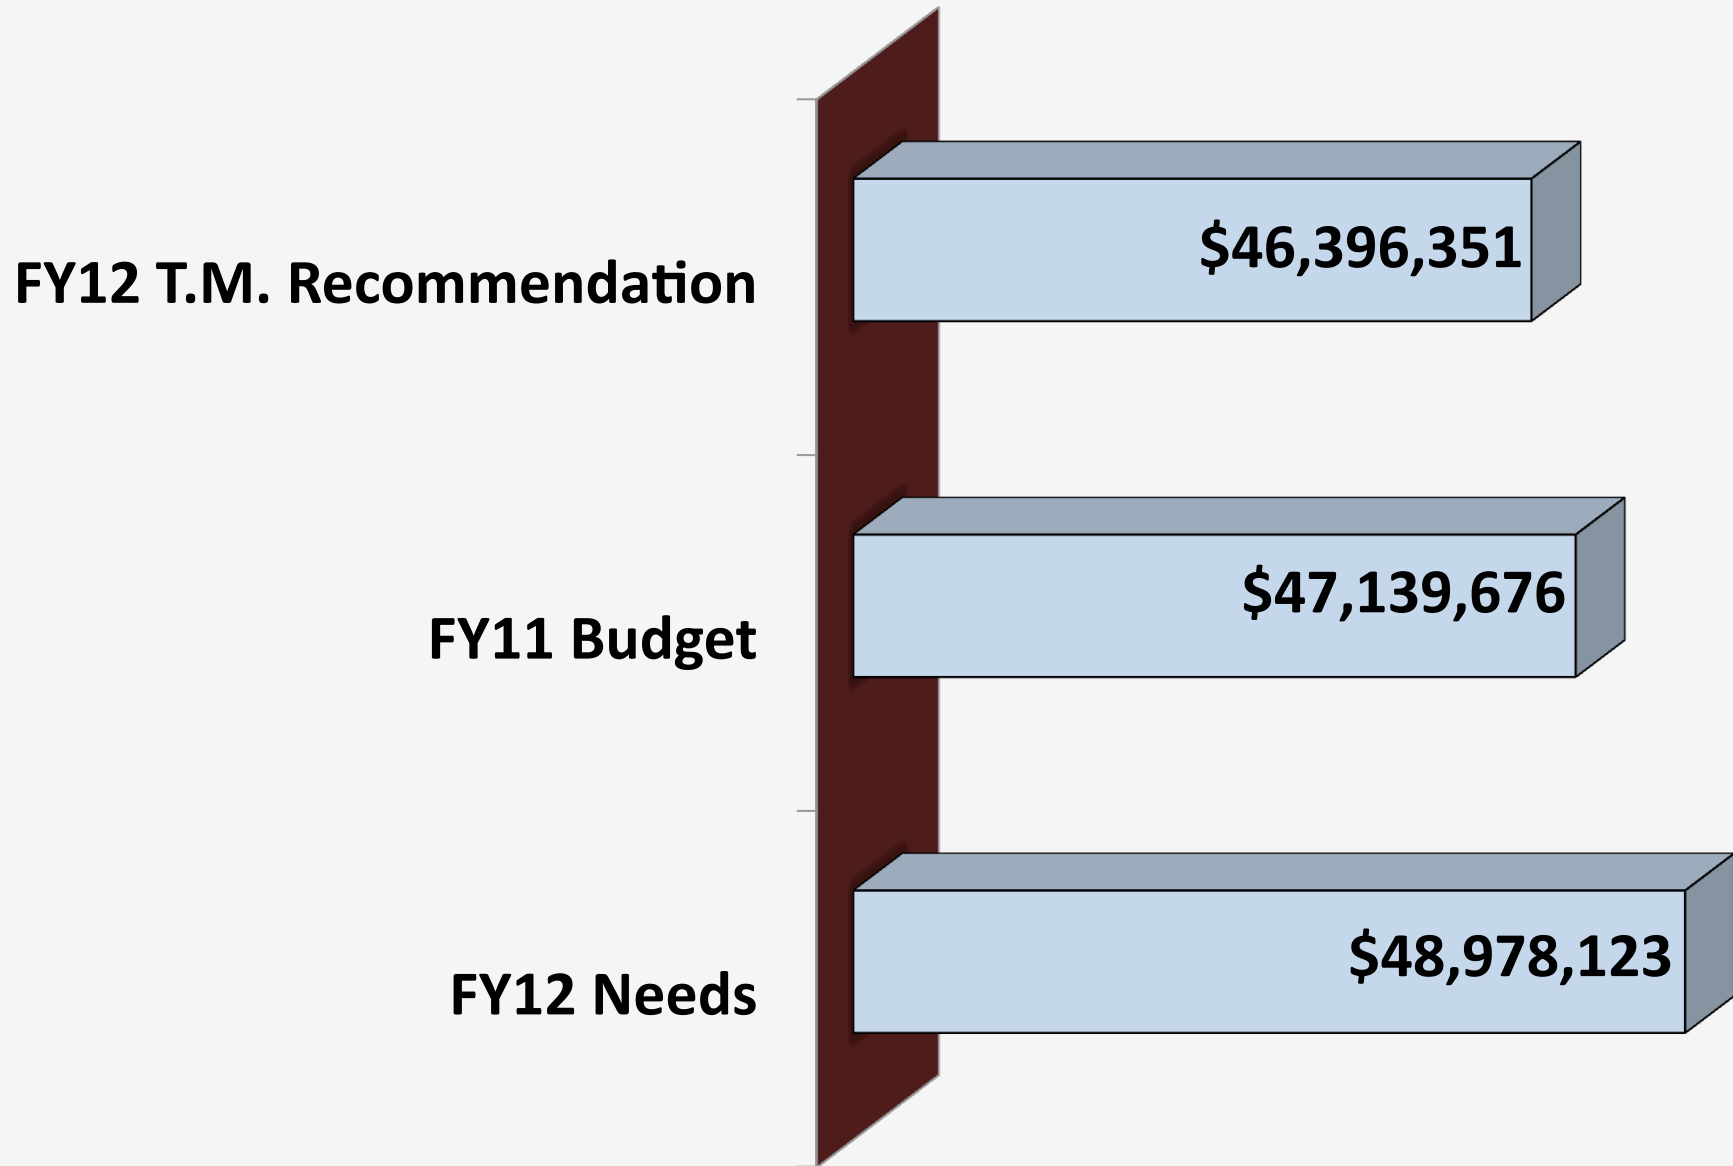 FY12 T.M. Recommendation
$46,396,351
FY11 Budget
$47,139,676
FY12 Needs
$48,978,123